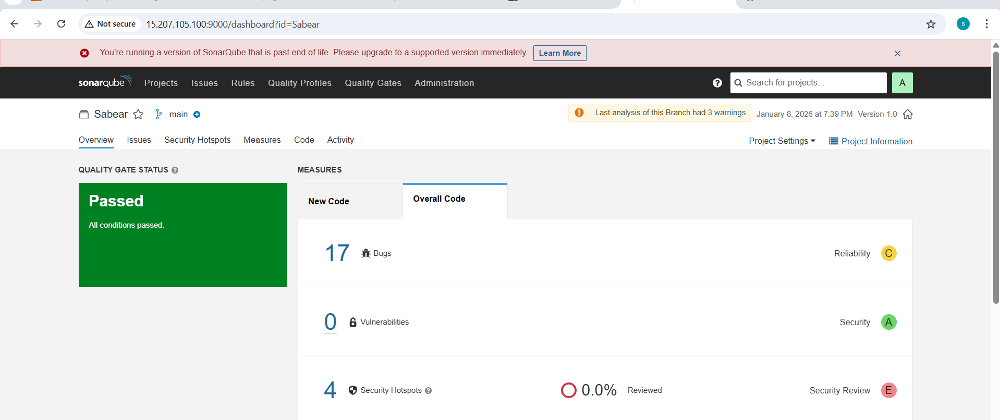 Not secure 15.207.105.100:9000/dashboard?id=Sabear
s
You're running a version of SonarQube that is past end of life. Please upgrade to a supported version immediately. Learn More
sonarqube Projects Issues Rules Quality Profiles Quality Gates Administration
Search for projects...
A
Sabear main
Last analysis of this Branch had 3 warnings January 8, 2026 at 7:39 PM Version 1.0
Overview Issues Security Hotspots Measures Code Activity
Project Settings Project Information
QUALITY GATE STATUS
MEASURES
Passed
All conditions passed.
New Code
Overall Code
17 Bugs
Reliability C
0 Vulnerabilities
Security A
4 Security Hotspots
0.0% Reviewed
Security Review E